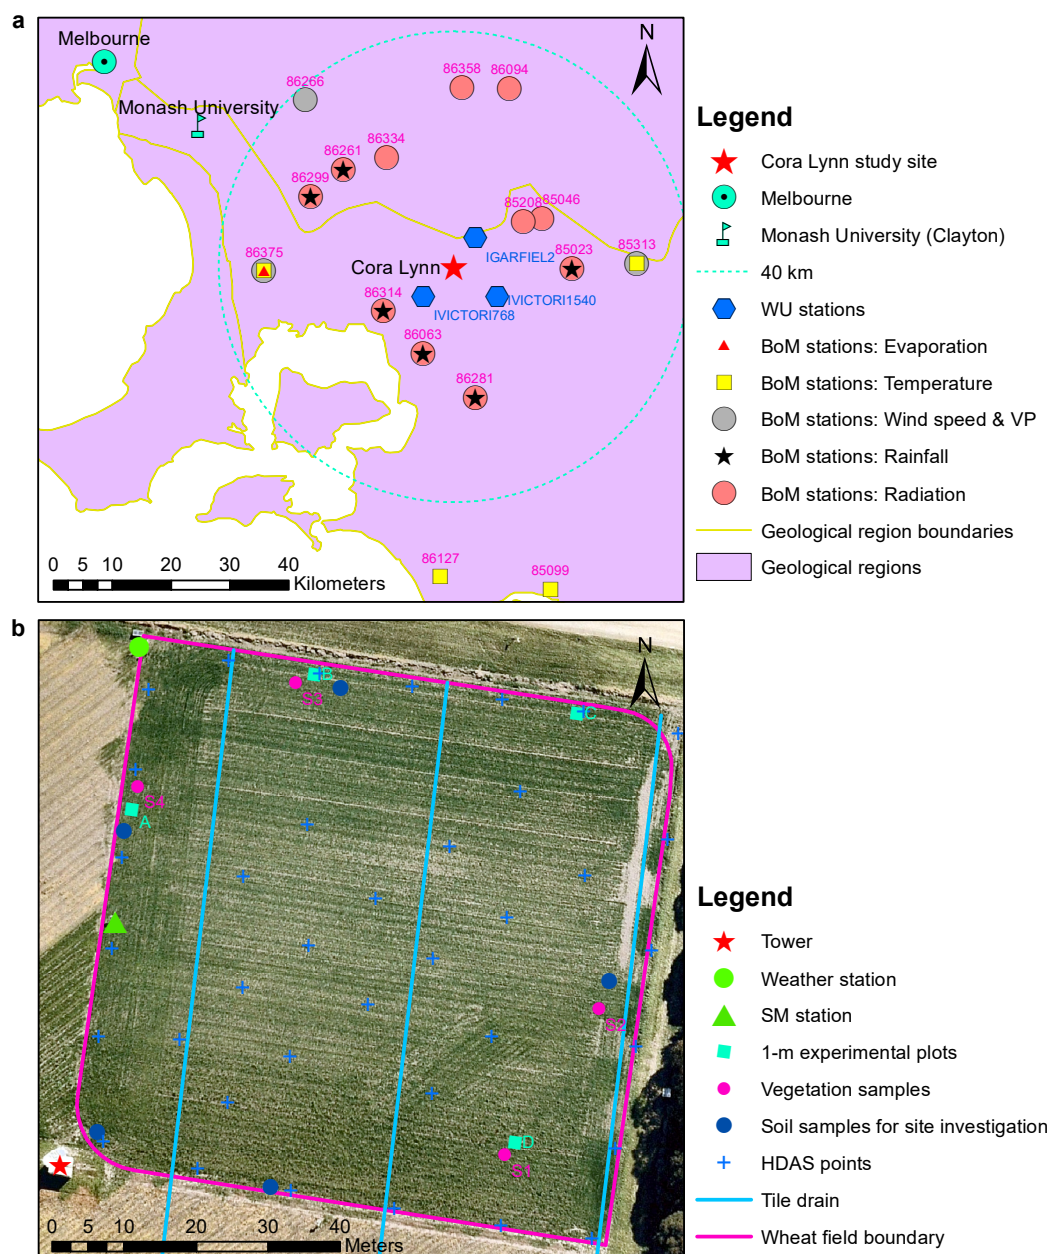 a
Melbourne
Monash University
N
86266
86358
86094
86334
86261
86299
85208
85046
IGARFIEL2
85313
86375
Cora Lynn
85023
86314
IVICTORI1540
IVICTORI768
86063
86281
86127
85099
0 5 10 20 30 40
Kilometers
Legend
Cora Lynn study site
Melbourne
Monash University (Clayton)
40 km
WU stations
BoM stations: Evaporation
BoM stations: Temperature
BoM stations: Wind speed & VP
BoM stations: Rainfall
BoM stations: Radiation
Geological region boundaries
Geological regions
b
N
B
S3
C
S4
A
S2
D
S1
0 5 10 20 30 40
Meters
Legend
Tower
Weather station
SM station
1-m experimental plots
Vegetation samples
Soil samples for site investigation
HDAS points
Tile drain
Wheat field boundary